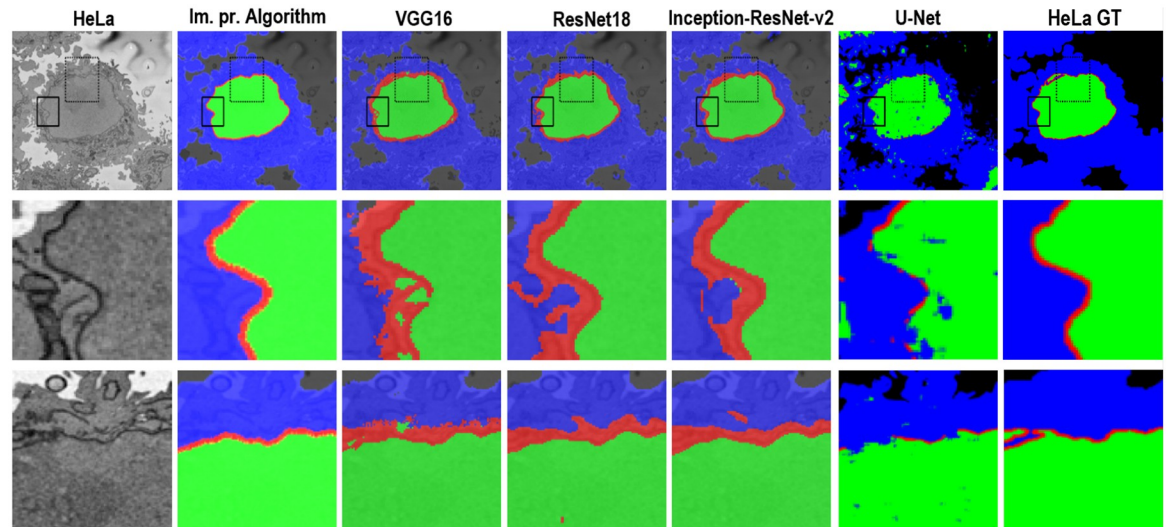 HeLa Im. pr. Algorithm VGG16 ResNet18 Inception-ResNet-v2 U-Net HeLa GT